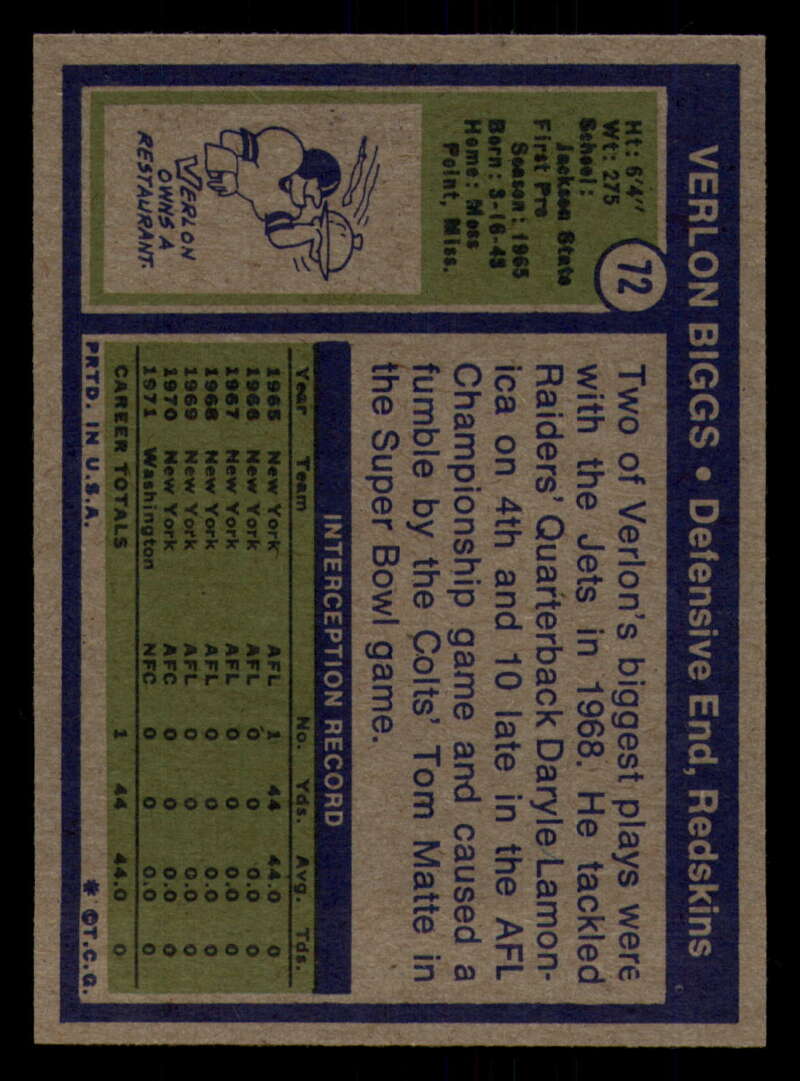 VERLON BIGGS • Defensive End, Redskins
72
Ht: 6'4"
Wt: 275
School:
Jackson State
First Pro
Season: 1965
Born: 3-16-43
Home: Moss
Point, Miss.
VERLON
OWNS A
RESTAURANT.
Two of Verlon's biggest plays were
with the Jets in 1968. He tackled
Raiders' Quarterback Daryle Lamon-
ica on 4th and 10 late in the AFL
Championship game and caused a
fumble by the Colts' Tom Matte in
the Super Bowl game.
INTERCEPTION RECORD
Year Team No. Yds. Avg. Tds.
1965 New York AFL 1 44 44.0 0
1966 New York AFL 0 0 0.0 0
1967 New York AFL 0 0 0.0 0
1968 New York AFL 0 0 0.0 0
1969 New York AFL 0 0 0.0 0
1970 New York AFC 0 0 0.0 0
1971 Washington NFC 0 0 0.0 0
CAREER TOTALS 1 44 44.0 0
PRTD. IN U.S.A. * ©T.C.G.